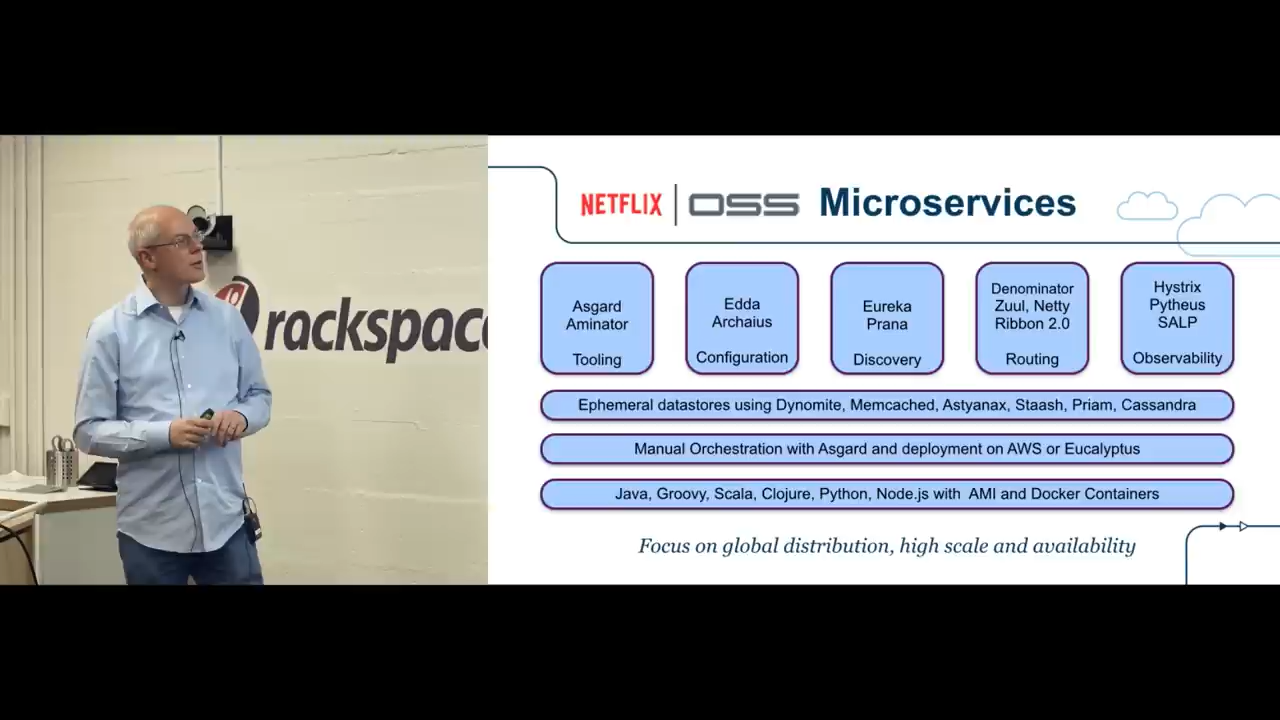 rackspace
NETFLIX | OSS Microservices
Asgard
Aminator
Tooling
Edda
Archaius
Configuration
Eureka
Prana
Discovery
Denominator
Zuul, Netty
Ribbon 2.0
Routing
Hystrix
Pytheus
SALP
Observability
Ephemeral datastores using Dynomite, Memcached, Astyanax, Staash, Priam, Cassandra
Manual Orchestration with Asgard and deployment on AWS or Eucalyptus
Java, Groovy, Scala, Clojure, Python, Node.js with AMI and Docker Containers
Focus on global distribution, high scale and availability